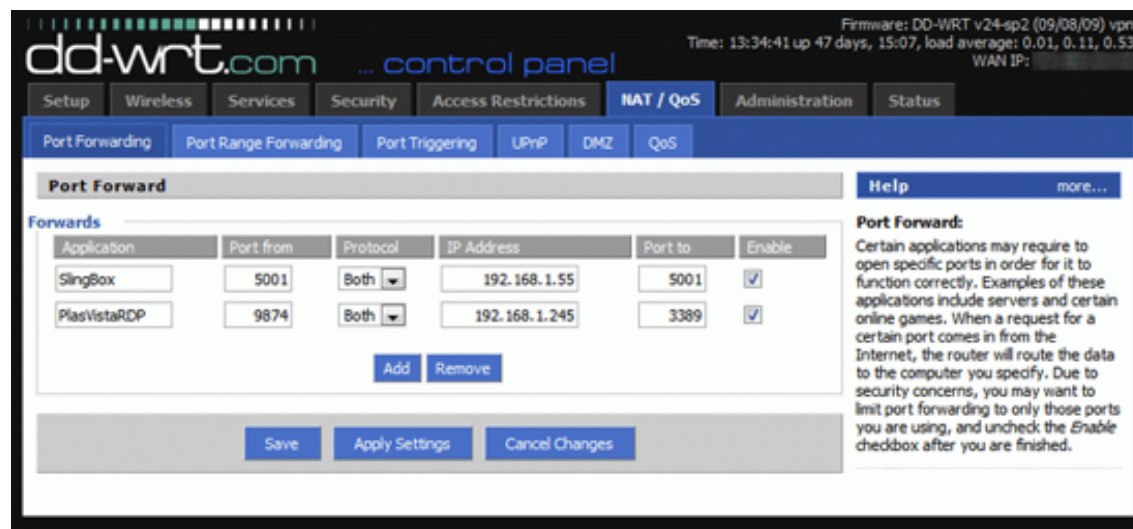 Firmware: DD-WRT v24-sp2 (09/08/09) vpn
Time: 13:34:41 up 47 days, 15:07, load average: 0.01, 0.11, 0.53
WAN IP:
dd-wrt.com ... control panel
Setup Wireless Services Security Access Restrictions NAT / QoS Administration Status
Port Forwarding Port Range Forwarding Port Triggering UPnP DMZ QoS
Port Forward
Forwards
Application Port from Protocol IP Address Port to Enable
SlingBox 5001 Both 192.168.1.55 5001
PlasVistaRDP 9874 Both 192.168.1.245 3389
Add Remove
Save Apply Settings Cancel Changes
Help more...
Port Forward:
Certain applications may require to
open specific ports in order for it to
function correctly. Examples of these
applications include servers and certain
online games. When a request for a
certain port comes in from the
Internet, the router will route the data
to the computer you specify. Due to
security concerns, you may want to
limit port forwarding to only those ports
you are using, and uncheck the Enable
checkbox after you are finished.